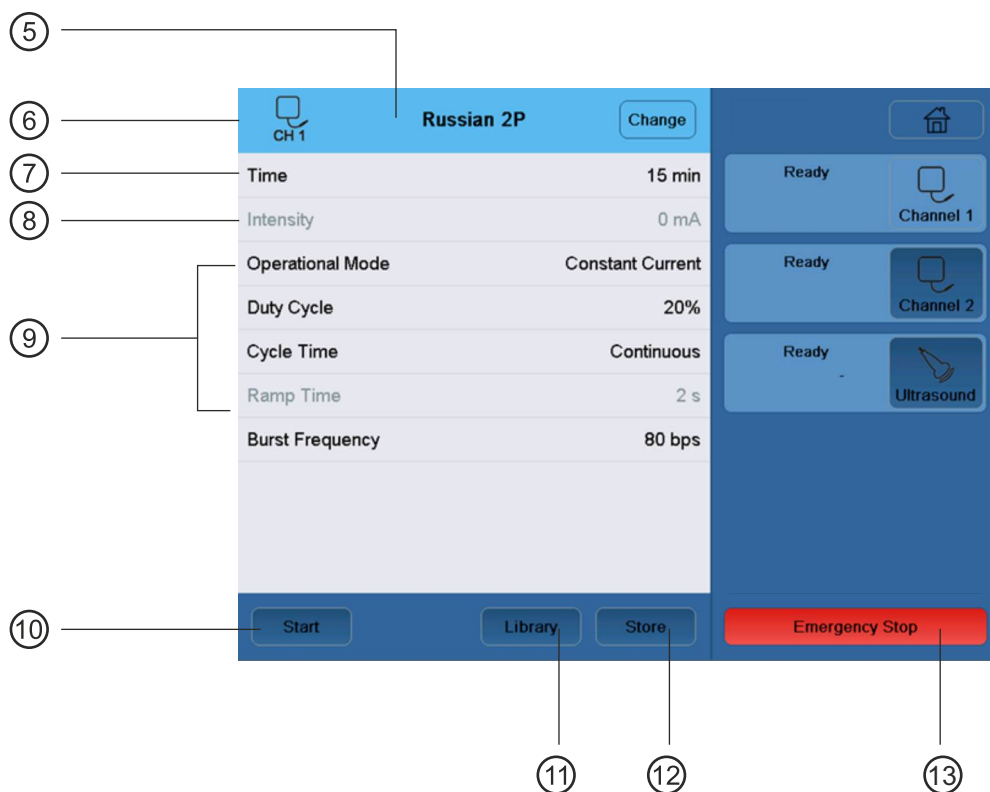 5
6
CH 1
Russian 2P
Change
7
Time
15 min
Ready
Channel 1
8
Intensity
0 mA
Operational Mode
Constant Current
Ready
Channel 2
Duty Cycle
20%
9
Cycle Time
Continuous
Ready
-
Ultrasound
Ramp Time
2 s
Burst Frequency
80 bps
10
Start
Library
Store
Emergency Stop
11
12
13